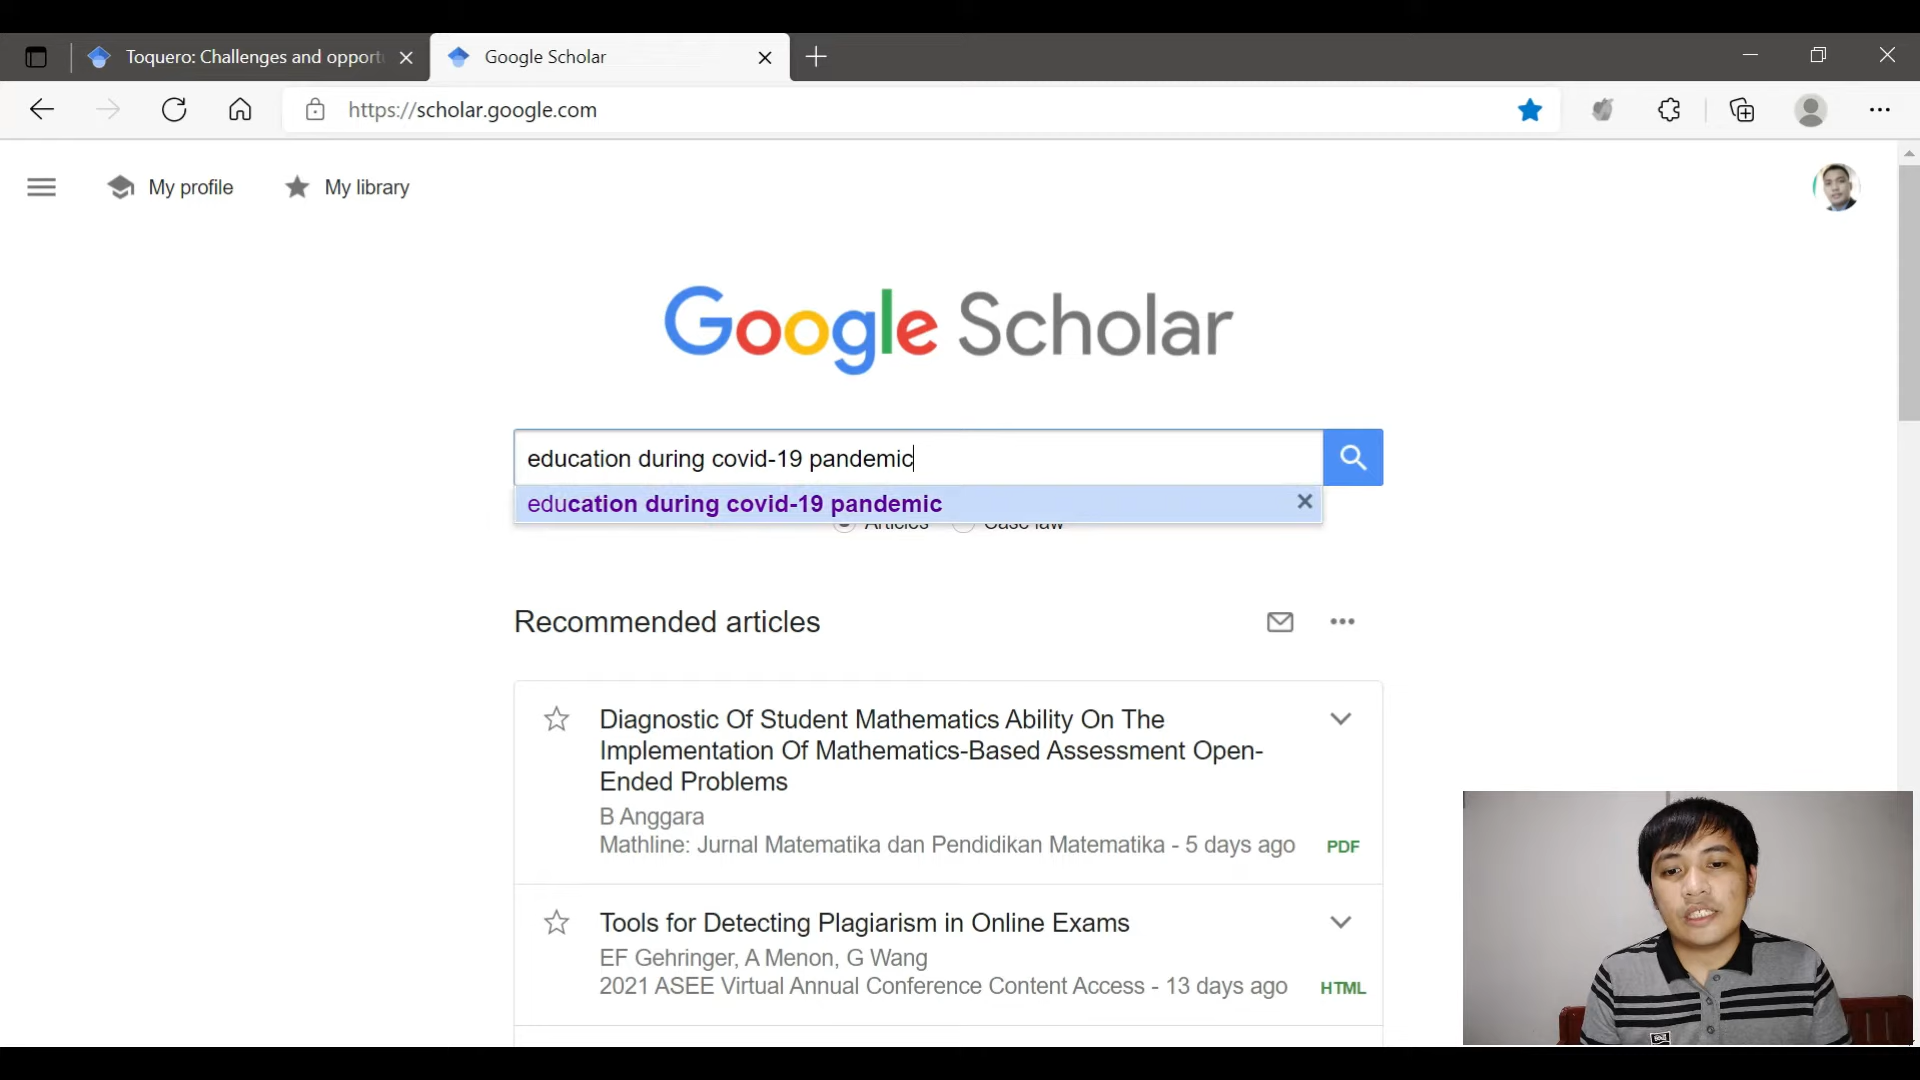 Toquero: Challenges and opport
Google Scholar
https://scholar.google.com
My profile
My library
Google Scholar
education during covid-19 pandemic
education during covid-19 pandemic
Articles
Case law
Recommended articles
Diagnostic Of Student Mathematics Ability On The
Implementation Of Mathematics-Based Assessment Open-
Ended Problems
B Anggara
Mathline: Jurnal Matematika dan Pendidikan Matematika - 5 days ago
PDF
Tools for Detecting Plagiarism in Online Exams
EF Gehringer, A Menon, G Wang
2021 ASEE Virtual Annual Conference Content Access - 13 days ago
HTML